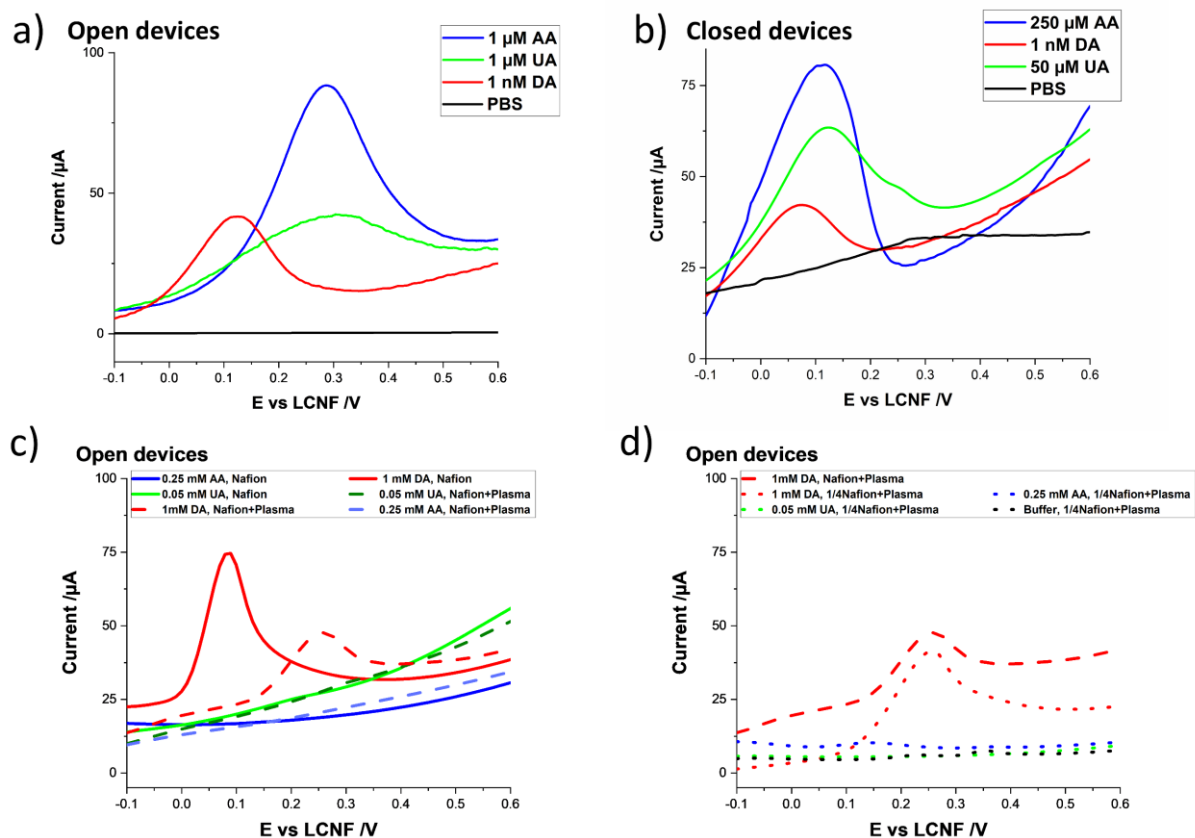 a) Open devices
1 µM AA
1 µM UA
1 nM DA
PBS
100
75
50
25
0
Current /µA
-0.1 0.0 0.1 0.2 0.3 0.4 0.5 0.6
E vs LCNF /V
b) Closed devices
250 µM AA
1 nM DA
50 µM UA
PBS
75
50
25
0
Current /µA
-0.1 0.0 0.1 0.2 0.3 0.4 0.5 0.6
E vs LCNF /V
c) Open devices
0.25 mM AA, Nafion 1 mM DA, Nafion
0.05 mM UA, Nafion 0.05 mM UA, Nafion+Plasma
1mM DA, Nafion+Plasma 0.25 mM AA, Nafion+Plasma
100
75
50
25
0
Current /µA
-0.1 0.0 0.1 0.2 0.3 0.4 0.5 0.6
E vs LCNF /V
d) Open devices
1mM DA, Nafion+Plasma
1 mM DA, 1/4Nafion+Plasma 0.25 mM AA, 1/4Nafion+Plasma
0.05 mM UA, 1/4Nafion+Plasma Buffer, 1/4Nafion+Plasma
100
75
50
25
0
Current /µA
-0.1 0.0 0.1 0.2 0.3 0.4 0.5 0.6
E vs LCNF /V